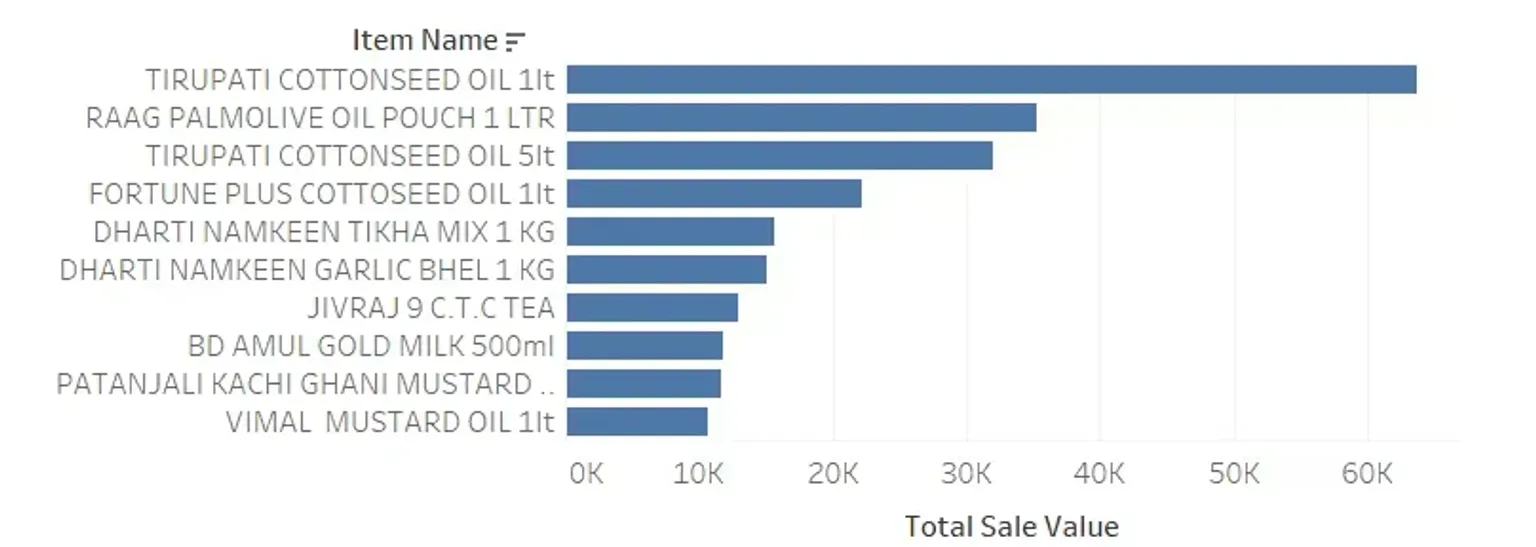 Item Name
TIRUPATI COTTONSEED OIL 1lt
RAAG PALMOLIVE OIL POUCH 1 LTR
TIRUPATI COTTONSEED OIL 5lt
FORTUNE PLUS COTTOSEED OIL 1lt
DHARTI NAMKEEN TIKHA MIX 1 KG
DHARTI NAMKEEN GARLIC BHEL 1 KG
JIVRAJ 9 C.T.C TEA
BD AMUL GOLD MILK 500ml
PATANJALI KACHI GHANI MUSTARD ..
VIMAL  MUSTARD OIL 1lt
0K 10K 20K 30K 40K 50K 60K
Total Sale Value